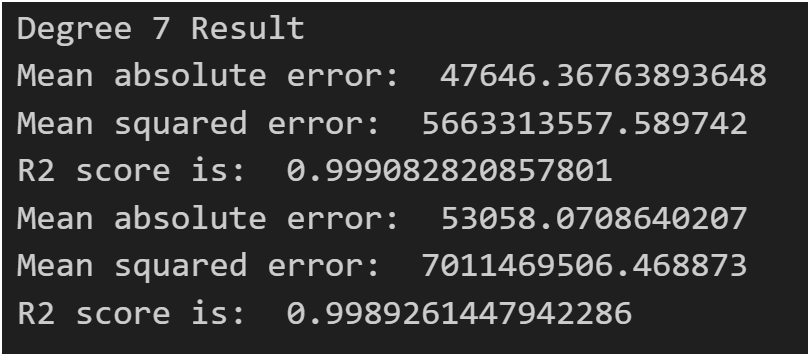 Degree 7 Result
Mean absolute error:  47646.36763893648
Mean squared error:  5663313557.589742
R2 score is:  0.999082820857801
Mean absolute error:  53058.0708640207
Mean squared error:  7011469506.468873
R2 score is:  0.9989261447942286